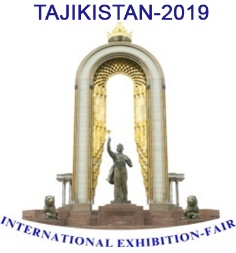 TAJIKISTAN-2019
INTERNATIONAL EXHIBITION-FAIR